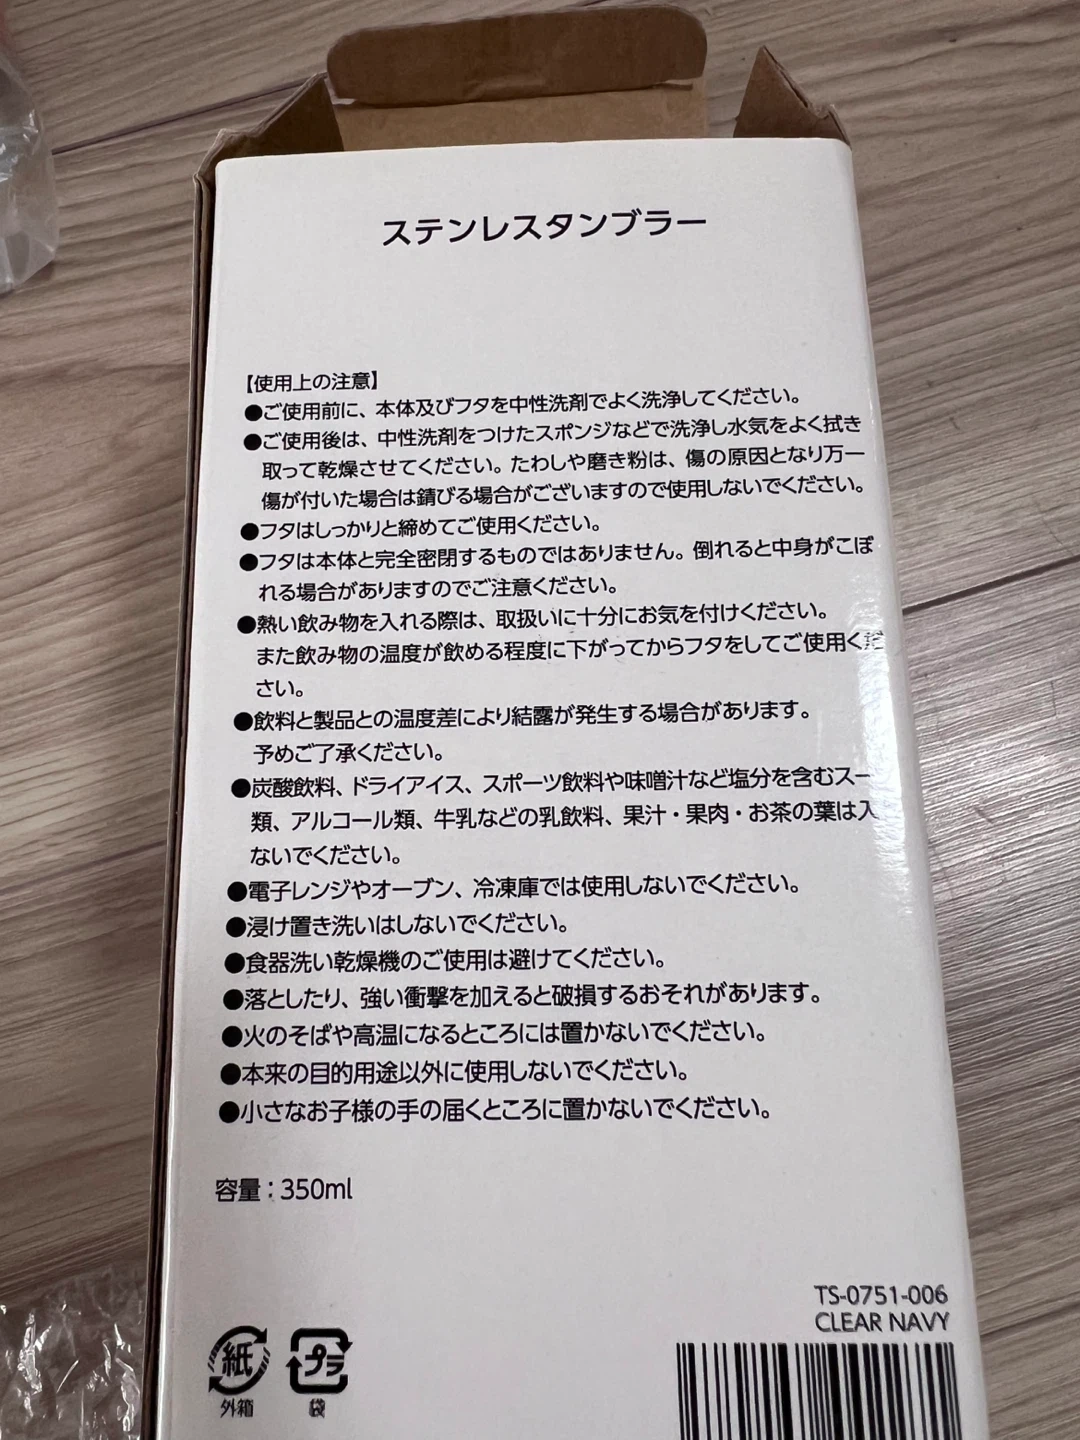 ステンレスタンブラー
【使用上の注意】
●ご使用前に、本体及びフタを中性洗剤でよく洗浄してください。
●ご使用後は、中性洗剤をつけたスポンジなどで洗浄し水気をよく拭き
取って乾燥させてください。たわしや磨き粉は、傷の原因となり万一
傷が付いた場合は錆びる場合がございますので使用しないでください。
●フタはしっかりと締めてご使用ください。
●フタは本体と完全密閉するものではありません。倒れると中身がこぼ
れる場合がありますのでご注意ください。
●熱い飲み物を入れる際は、取扱いに十分にお気を付けください。
また飲み物の温度が飲める程度に下がってからフタをしてご使用くだ
さい。
●飲料と製品との温度差により結露が発生する場合があります。
予めご了承ください。
●炭酸飲料、ドライアイス、スポーツ飲料や味噌汁など塩分を含むスー
類、アルコール類、牛乳などの乳飲料、果汁・果肉・お茶の葉は入
ないでください。
●電子レンジやオーブン、冷凍庫では使用しないでください。
●浸け置き洗いはしないでください。
●食器洗い乾燥機のご使用は避けてください。
●落としたり、強い衝撃を加えると破損するおそれがあります。
●火のそばや高温になるところには置かないでください。
●本来の目的用途以外に使用しないでください。
●小さなお子様の手の届くところに置かないでください。
容量：350ml
TS-0751-006
CLEAR NAVY
紙
外箱
プラ
袋